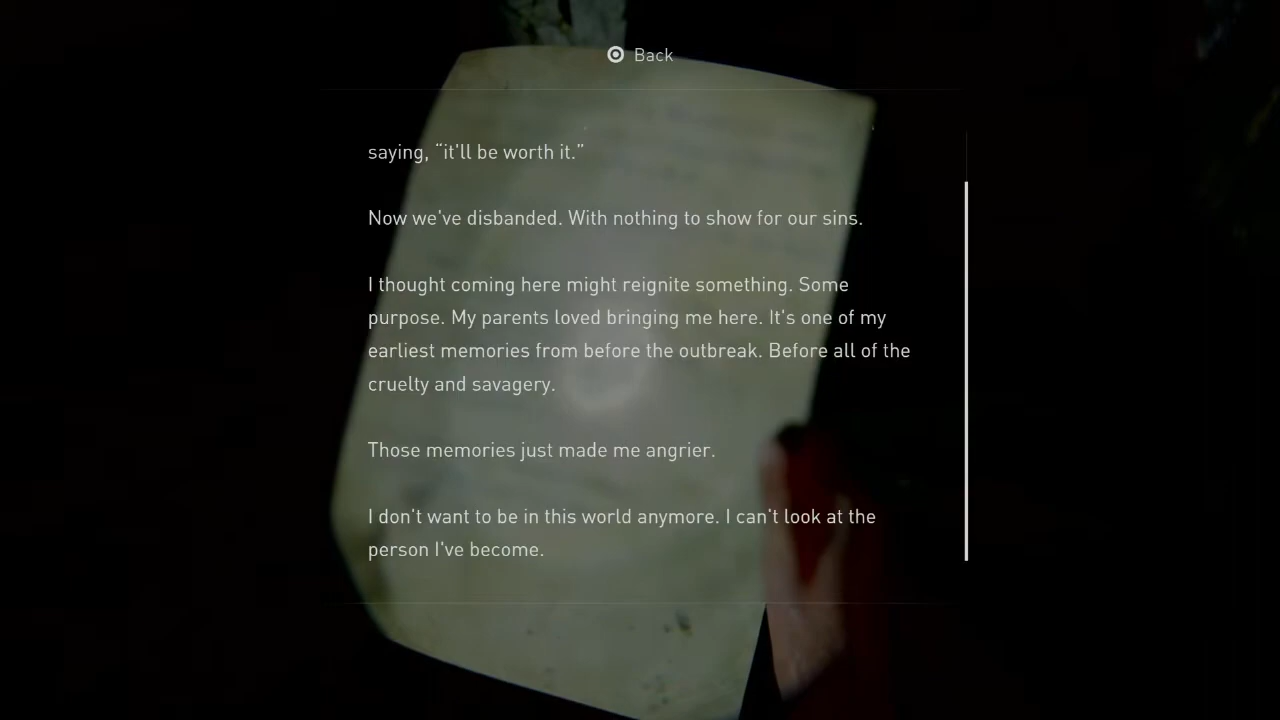 Back
saying, “it'll be worth it.”
Now we've disbanded. With nothing to show for our sins.
I thought coming here might reignite something. Some
purpose. My parents loved bringing me here. It's one of my
earliest memories from before the outbreak. Before all of the
cruelty and savagery.
Those memories just made me angrier.
I don't want to be in this world anymore. I can't look at the
person I've become.